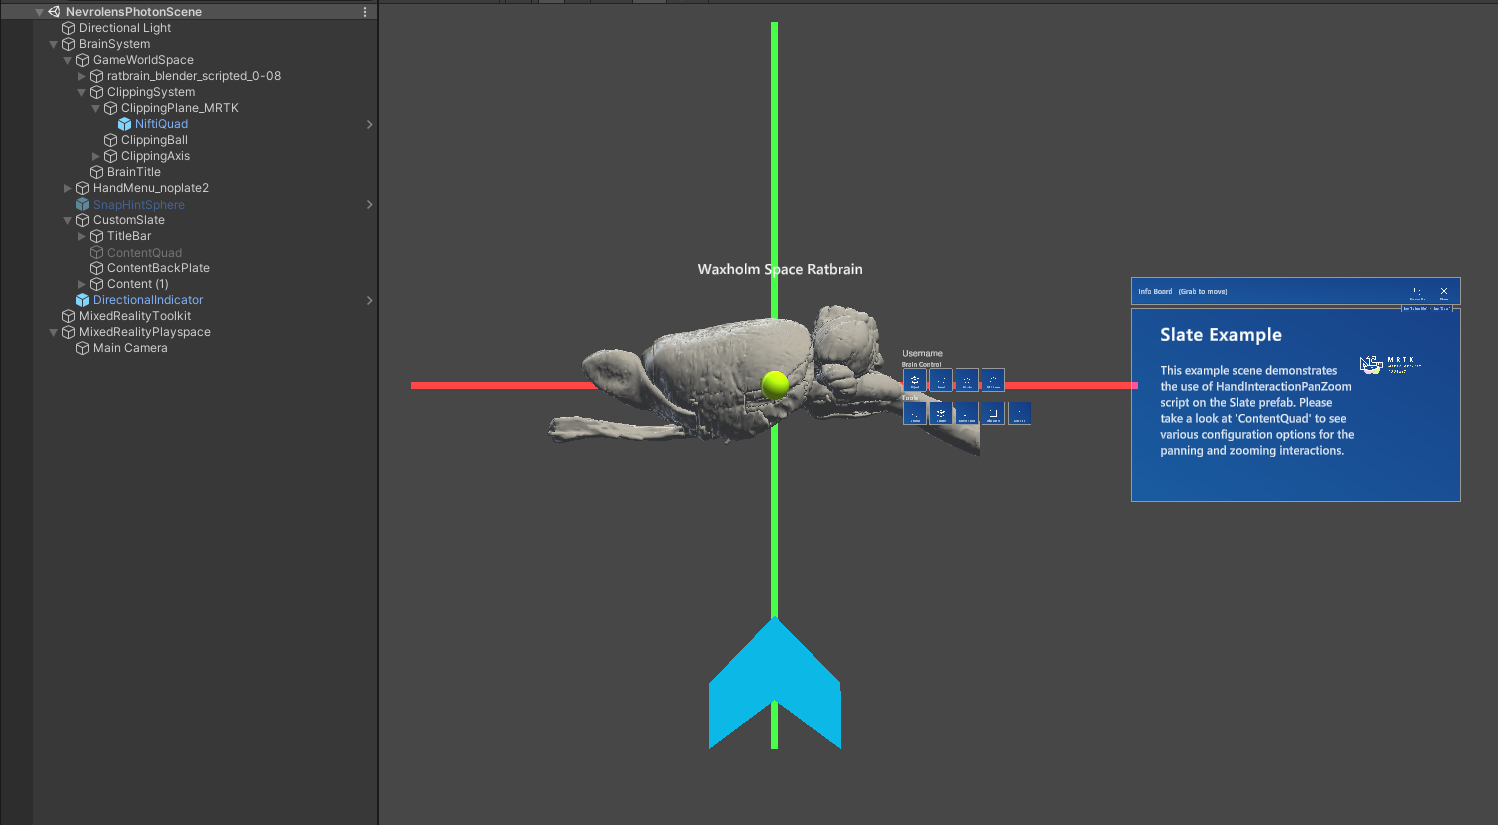 NevrolensPhotonScene
Directional Light
BrainSystem
GameWorldSpace
ratbrain_blender_scripted_0-08
ClippingSystem
ClippingPlane_MRTK
NiftiQuad
ClippingBall
ClippingAxis
BrainTitle
HandMenu_noplate2
SnapHintSphere
CustomSlate
TitleBar
ContentQuad
ContentBackPlate
Content (1)
DirectionalIndicator
MixedRealityToolkit
MixedRealityPlayspace
Main Camera
Waxholm Space Ratbrain
Username
Brain Control
Tools
Info Board (Grab to move)
Slate Example
This example scene demonstrates
the use of HandInteractionPanZoom
script on the Slate prefab. Please
take a look at 'ContentQuad' to see
various configuration options for the
panning and zooming interactions.
MRTK